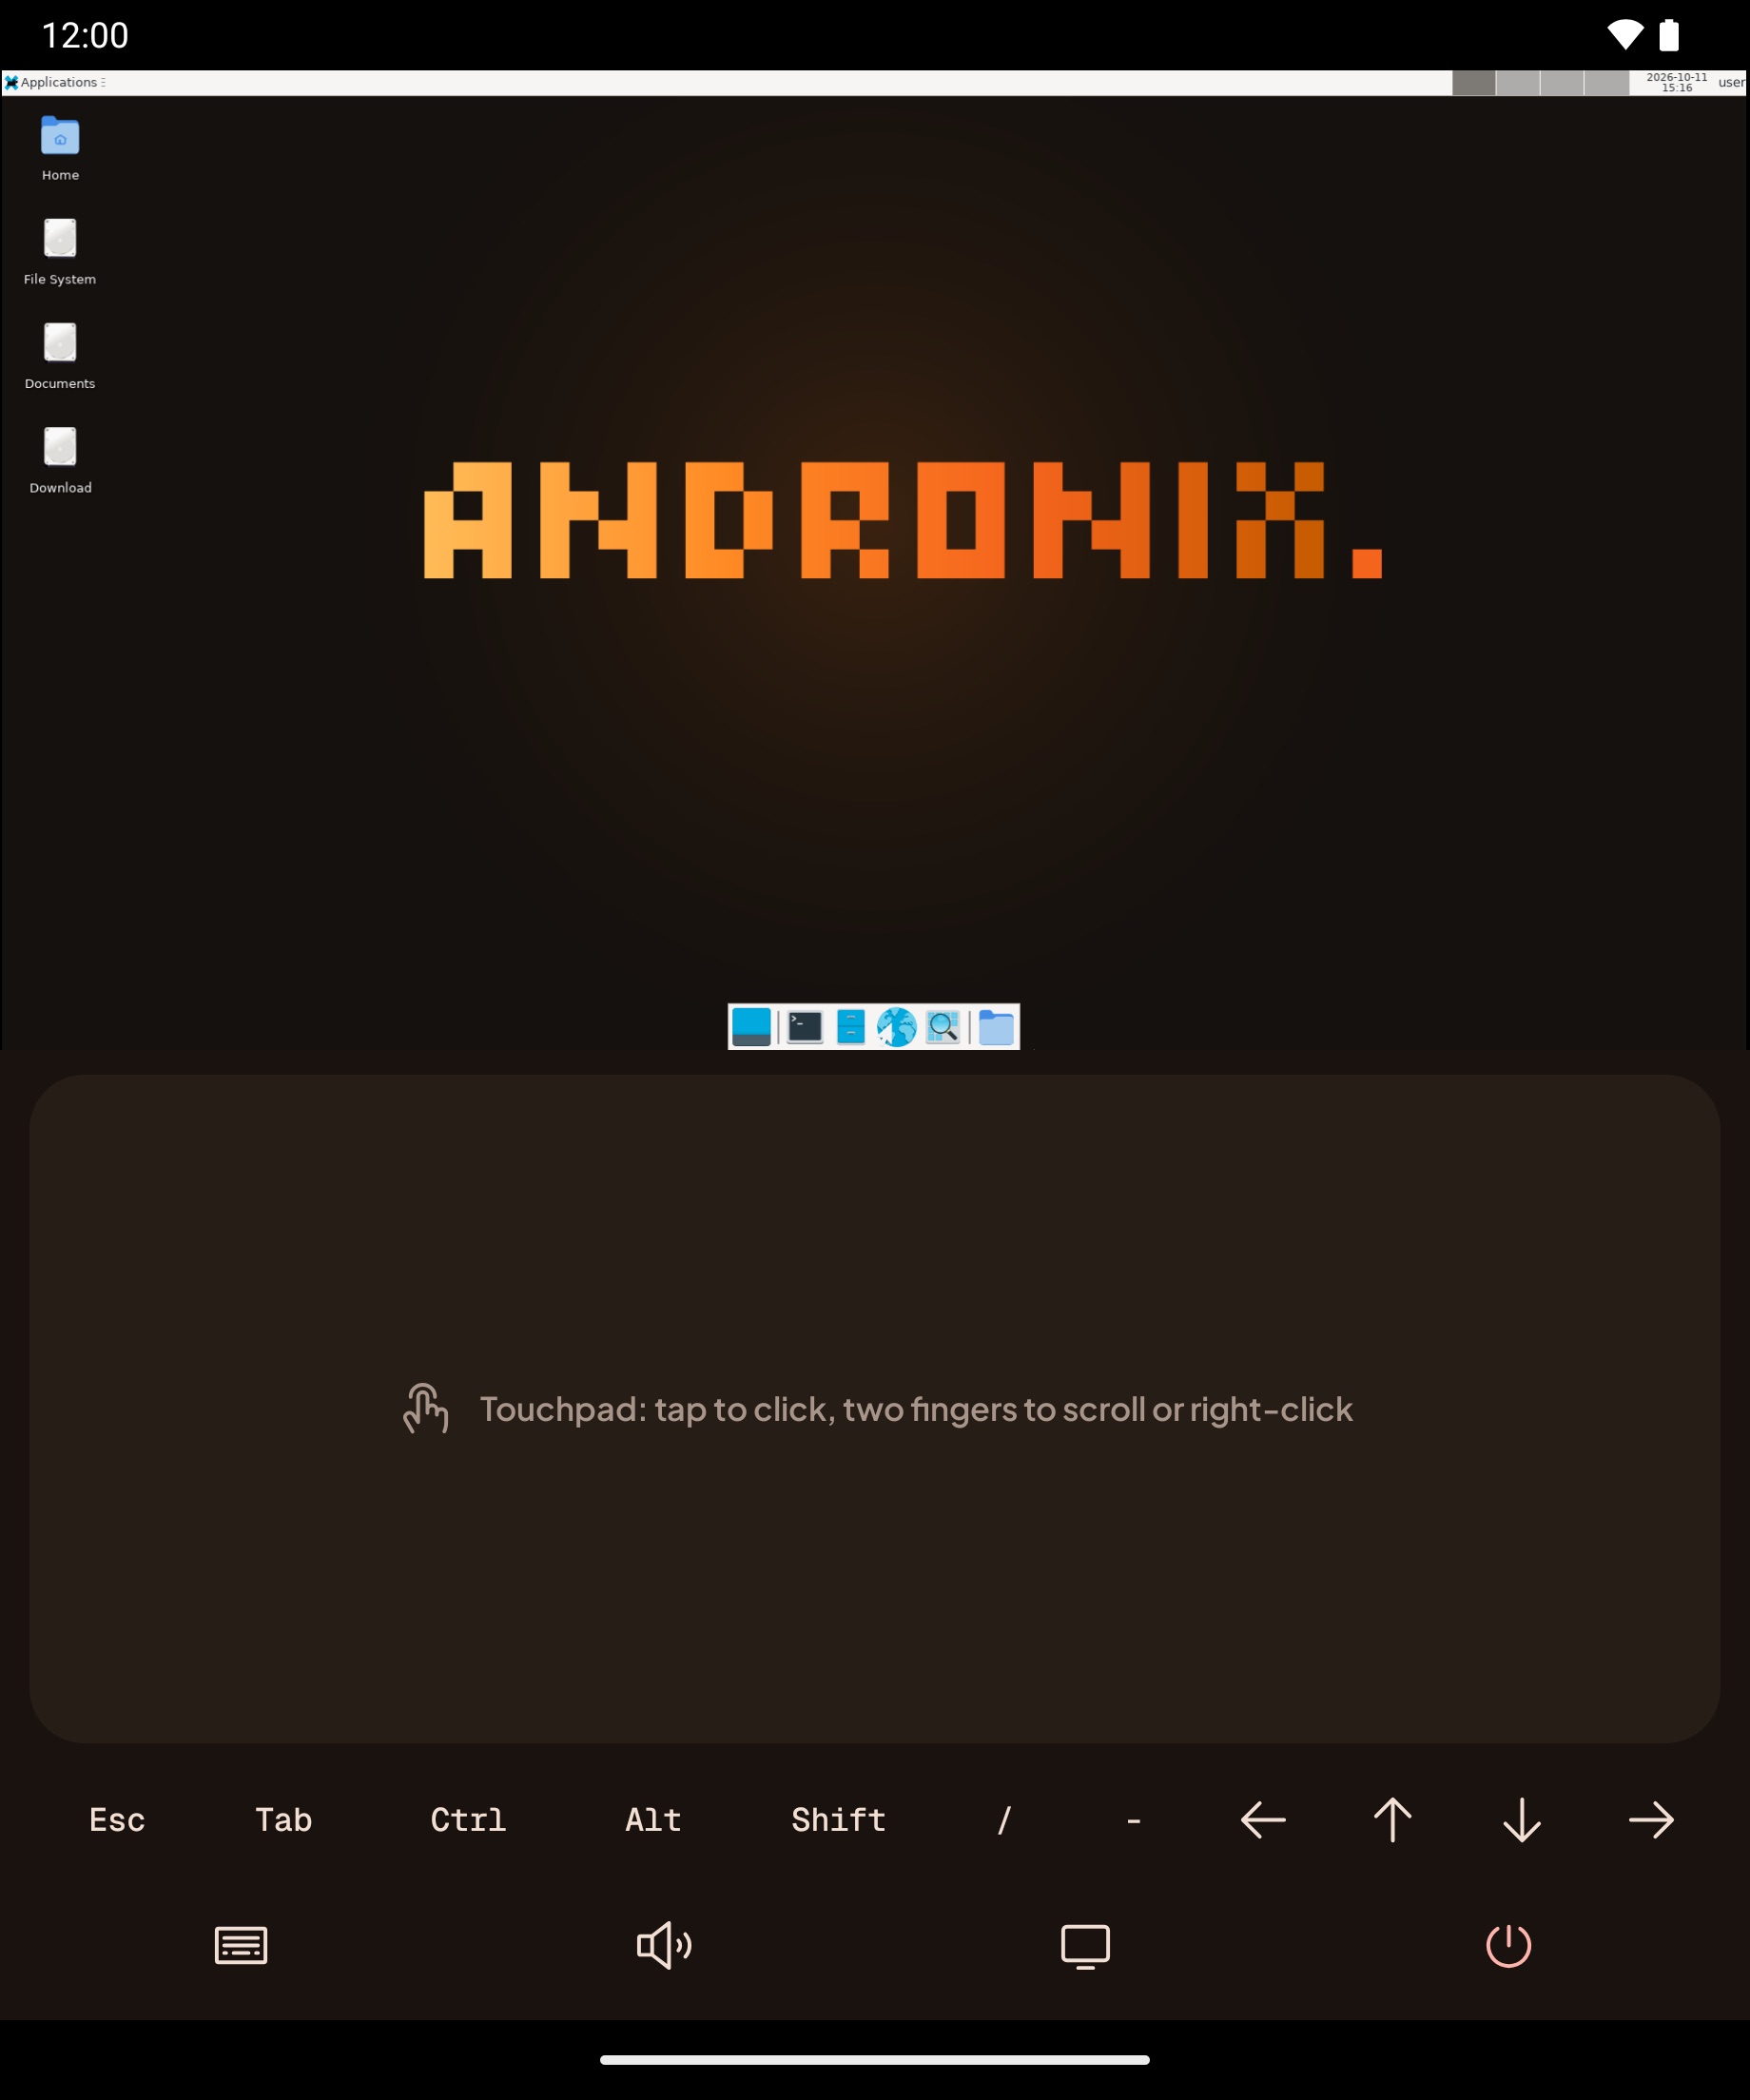 12:00
Applications
2026-10-11
15:16
user
Home
File System
Documents
Download
ANDRONIX.
Touchpad: tap to click, two fingers to scroll or right-click
Esc Tab Ctrl Alt Shift / - ← ↑ ↓ →